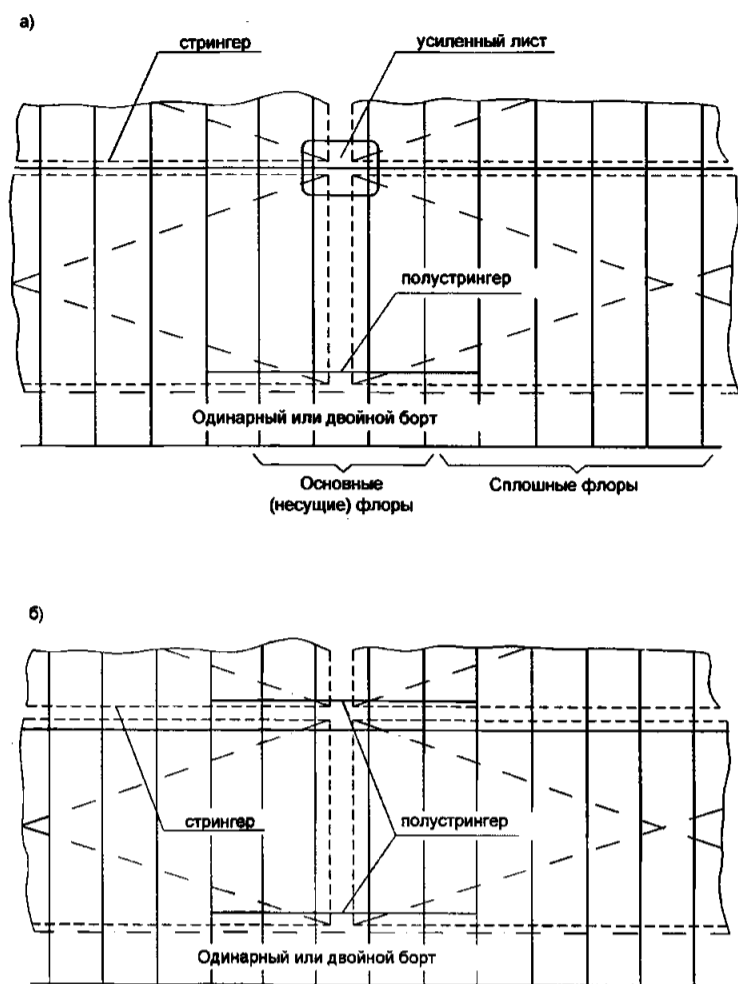 а)
стрингер
усиленный лист
полустрингер
Одинарный или двойной борт
Основные
(несущие) флоры
Сплошные флоры
б)
стрингер
полустрингер
Одинарный или двойной борт